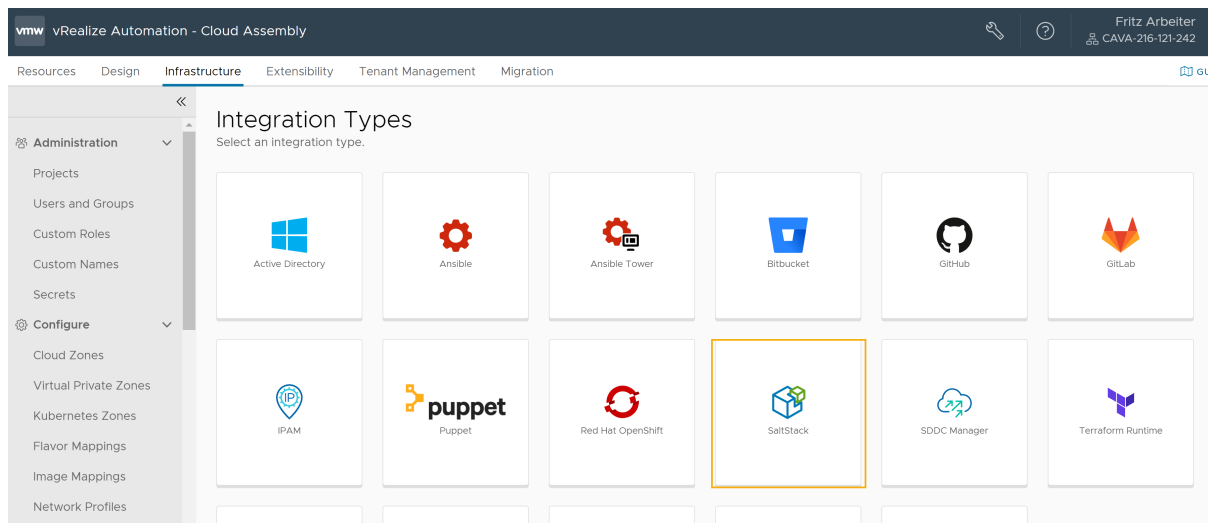 vmw vRealize Automation - Cloud Assembly
Fritz Arbeiter
CAVA-216-121-242
Resources Design Infrastructure Extensibility Tenant Management Migration
Administration
Projects
Users and Groups
Custom Roles
Custom Names
Secrets
Configure
Cloud Zones
Virtual Private Zones
Kubernetes Zones
Flavor Mappings
Image Mappings
Network Profiles
Integration Types
Select an integration type.
Active Directory Ansible Ansible Tower Bitbucket GitHub GitLab
IP puppet
IPAM Puppet Red Hat OpenShift SaltStack SDDC Manager Terraform Runtime